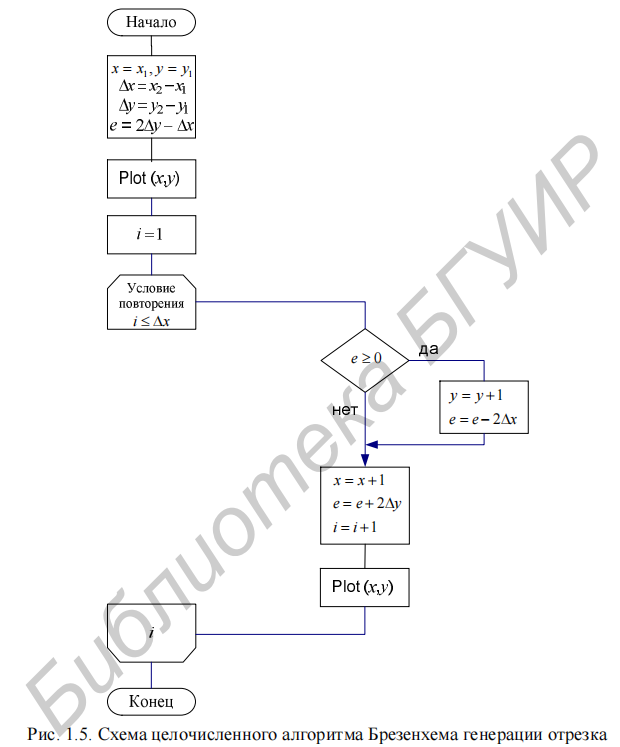 Начало
x = x₁, y = y₁
Δx = x₂ – x₁
Δy = y₂ – y₁
e = 2Δy – Δx
Plot (x,y)
i = 1
Условие
повторения
i ≤ Δx
e ≥ 0
да
нет
y = y+1
e = e – 2Δx
x = x+1
e = e+2Δy
i = i+1
Plot (x,y)
i
Конец
Библиотека БГУИР
Рис. 1.5. Схема целочисленного алгоритма Брезенхема генерации отрезка